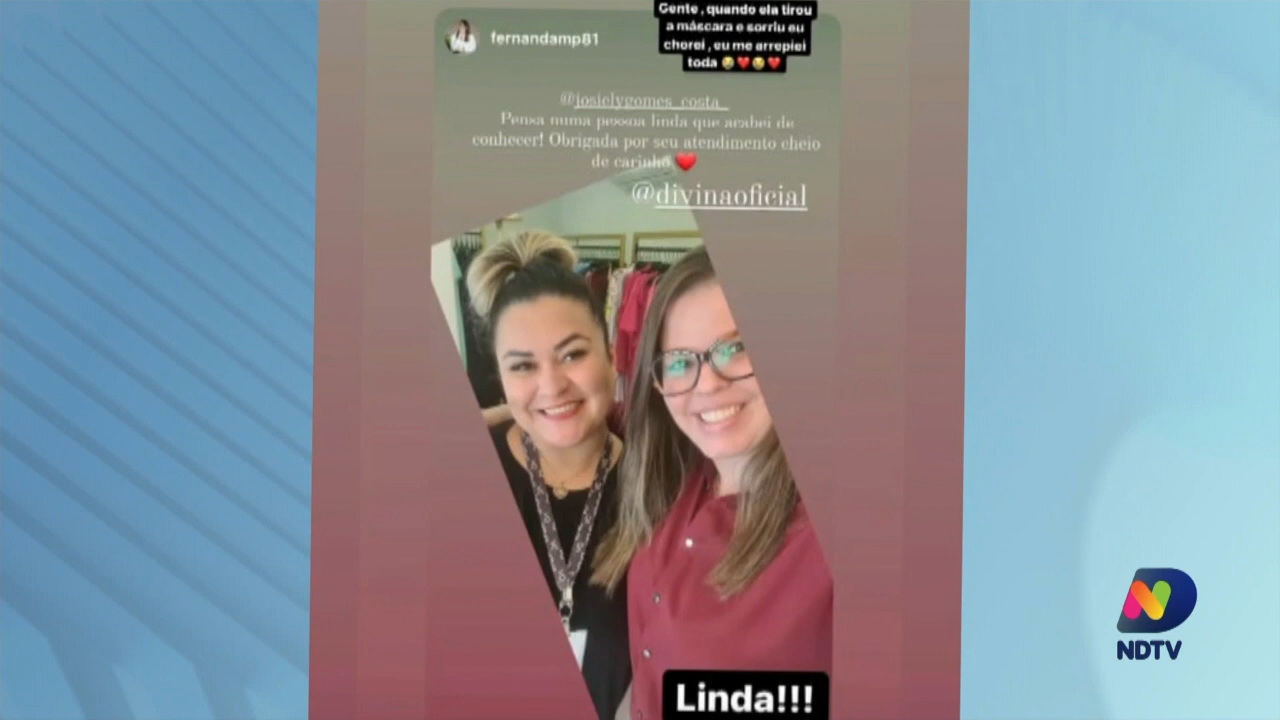 Gente , quando ela tirou
a máscara e sorriu eu
chorei , eu me arrepiei
toda 😭❤️😭❤️
fernandamp81
@josielygomes_costa_
Pensa numa pessoa linda que acabei de
conhecer! Obrigada por seu atendimento cheio
de carinho ❤️
@divinaoficial
Linda!!!
NDTV